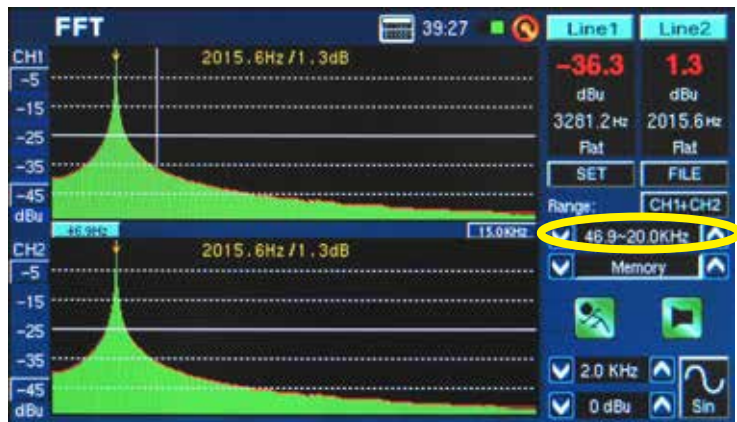 FFT 39:27 Line1 Line2
CH1 2015.6Hz/1.3dB
-5
-15
-25
-35
-45
dBu
46.9Hz 15.0KHz
CH2 2015.6Hz/1.3dB
-5
-15
-25
-35
-45
dBu
-36.3 1.3
dBu dBu
3281.2Hz 2015.6Hz
Flat Flat
SET FILE
Range: CH1+CH2
46.9~20.0KHz
Memory
2.0 KHz
0 dBu Sin